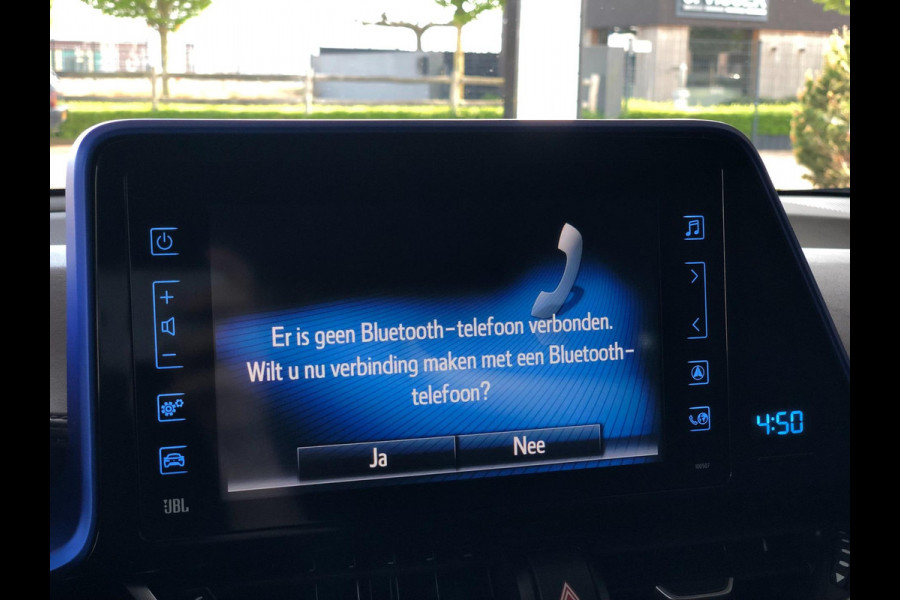 Er is geen Bluetooth-telefoon verbonden.
Wilt u nu verbinding maken met een Bluetooth-
telefoon?
Ja
Nee
4:50
JBL